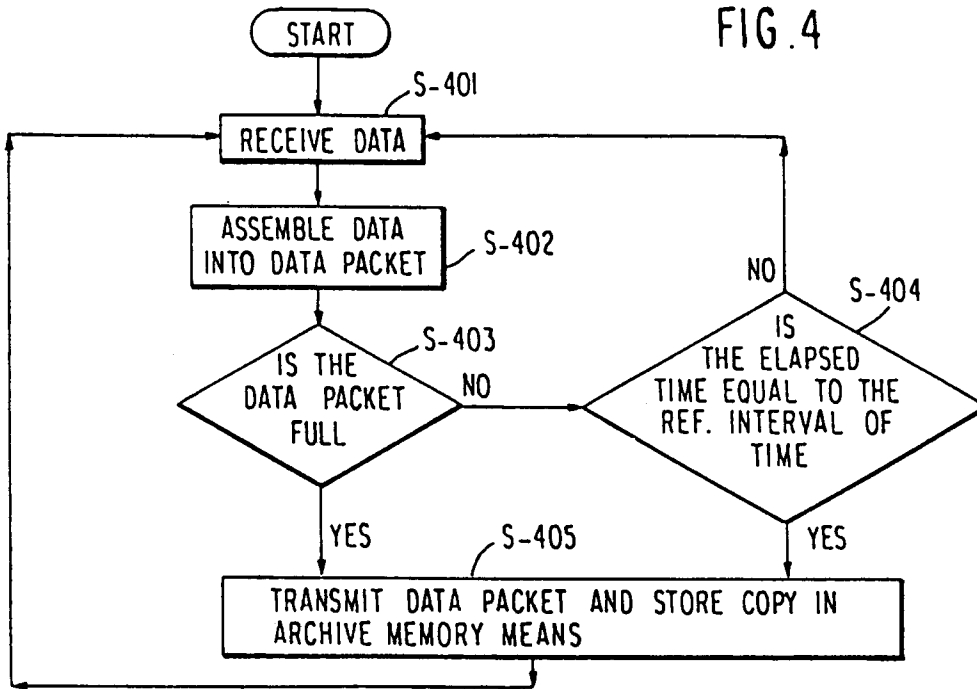 FIG.4
START
S-401
RECEIVE DATA
ASSEMBLE DATA
INTO DATA PACKET
S-402
NO
S-404
S-403
IS THE
DATA PACKET
FULL
NO
IS
THE ELAPSED
TIME EQUAL TO THE
REF. INTERVAL OF
TIME
YES
S-405
YES
TRANSMIT DATA PACKET AND STORE COPY IN
ARCHIVE MEMORY MEANS